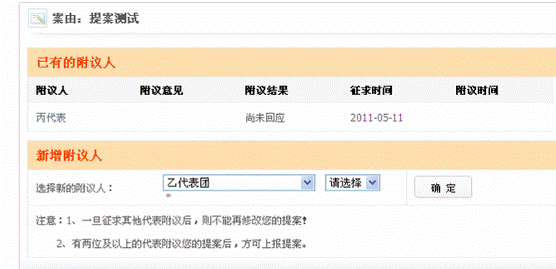 案由：提案测试
已有的附议人
附议人 附议意见 附议结果 征求时间 附议时间
丙代表 尚未回应 2011-05-11
新增附议人
选择新的附议人： 乙代表团 请选择 确 定
*
注意：1、一旦征求其他代表附议后，则不能再修改您的提案！
2、有两位及以上的代表附议您的提案后，方可上报提案。